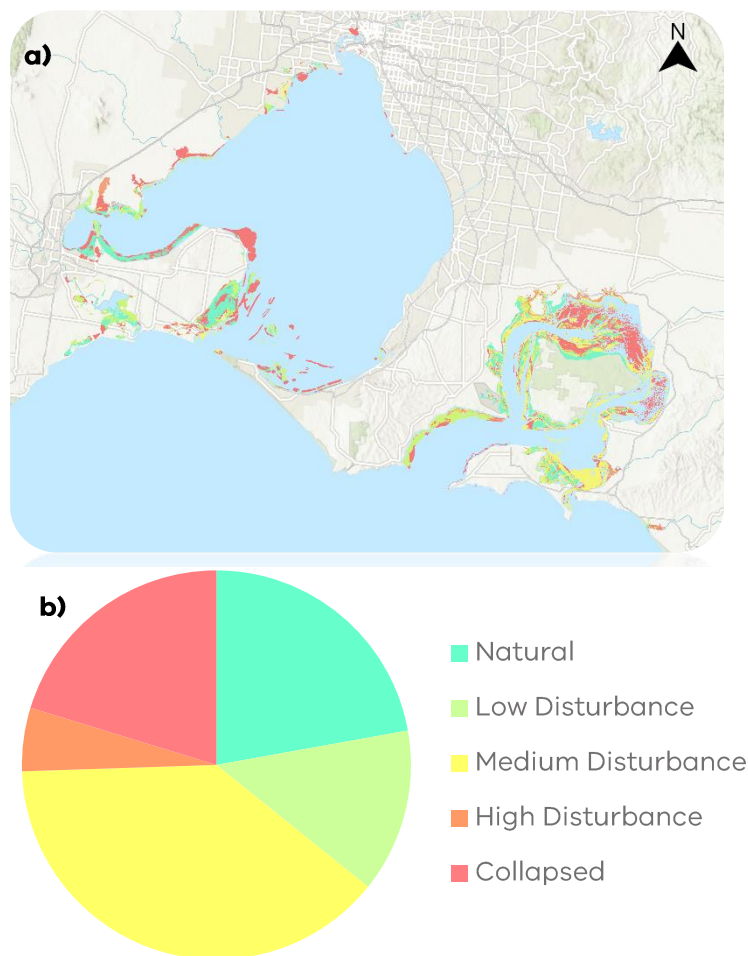 a)
N
b)
Natural
Low Disturbance
Medium Disturbance
High Disturbance
Collapsed